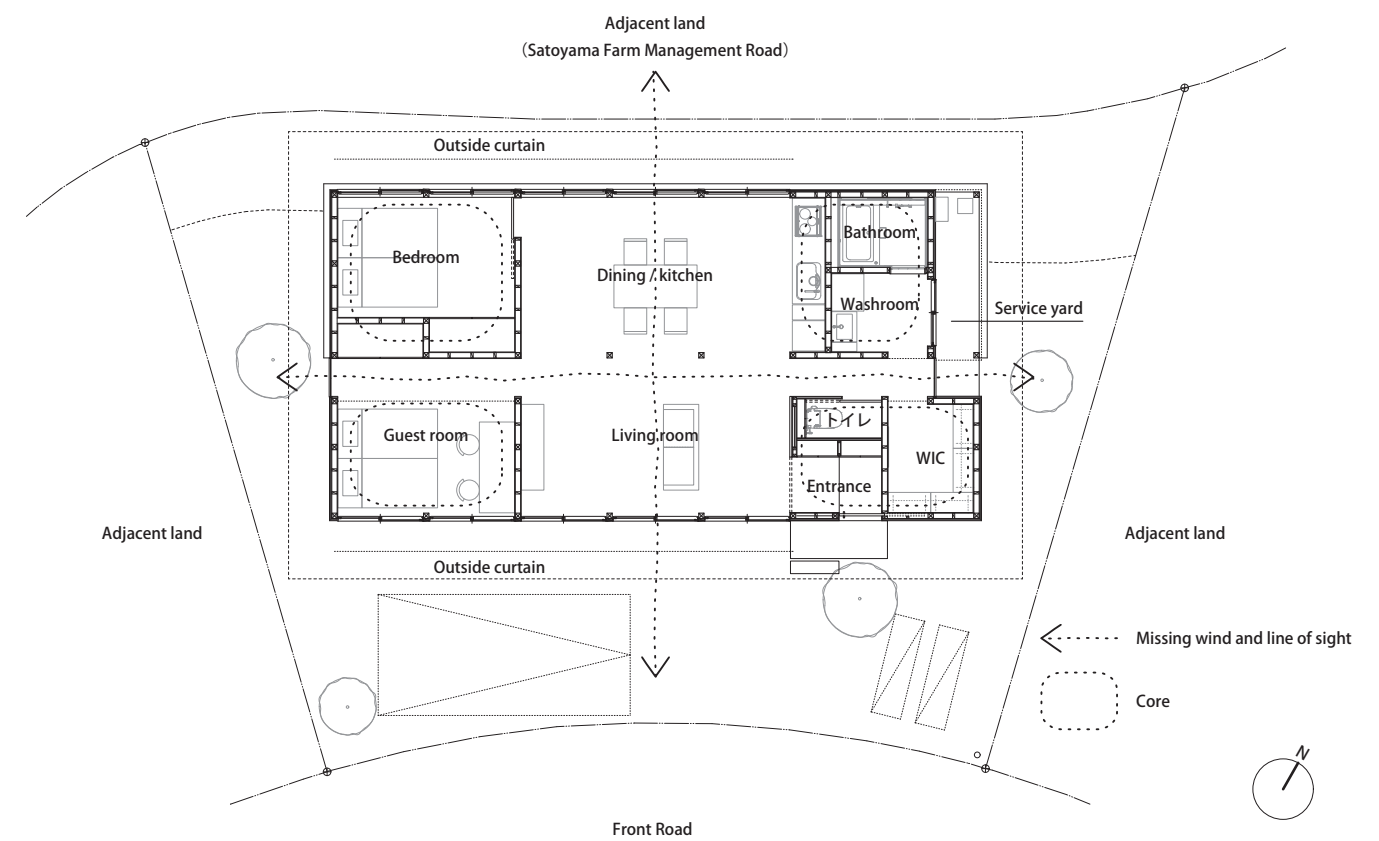 Adjacent land
（Satoyama Farm Management Road）
Outside curtain
Bedroom
Dining / kitchen
Bathroom
Washroom
Service yard
Guest room
Living room
トイレ
WIC
Entrance
Adjacent land
Adjacent land
Outside curtain
Missing wind and line of sight
Core
N
Front Road